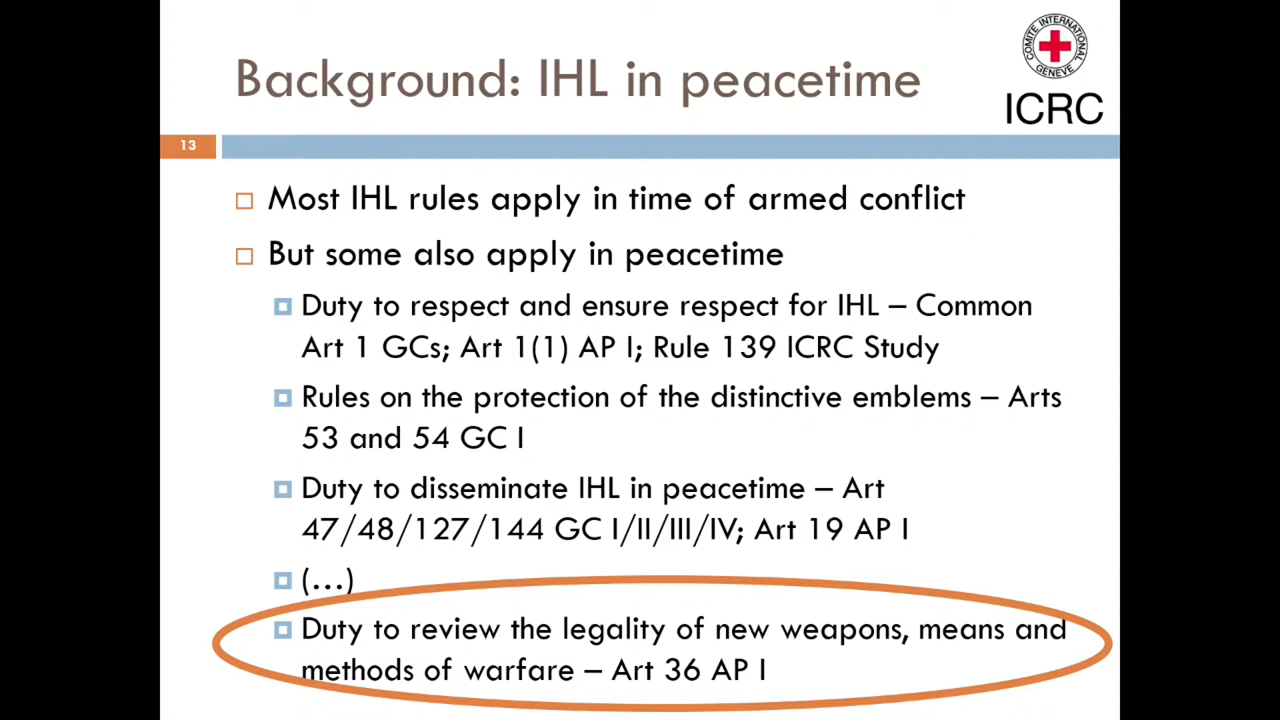 Background: IHL in peacetime
COMITE INTERNATIONAL
GENEVE
ICRC
13
Most IHL rules apply in time of armed conflict
But some also apply in peacetime
Duty to respect and ensure respect for IHL – Common
Art 1 GCs; Art 1(1) AP I; Rule 139 ICRC Study
Rules on the protection of the distinctive emblems – Arts
53 and 54 GC I
Duty to disseminate IHL in peacetime – Art
47/48/127/144 GC I/II/III/IV; Art 19 AP I
(…)
Duty to review the legality of new weapons, means and
methods of warfare – Art 36 AP I